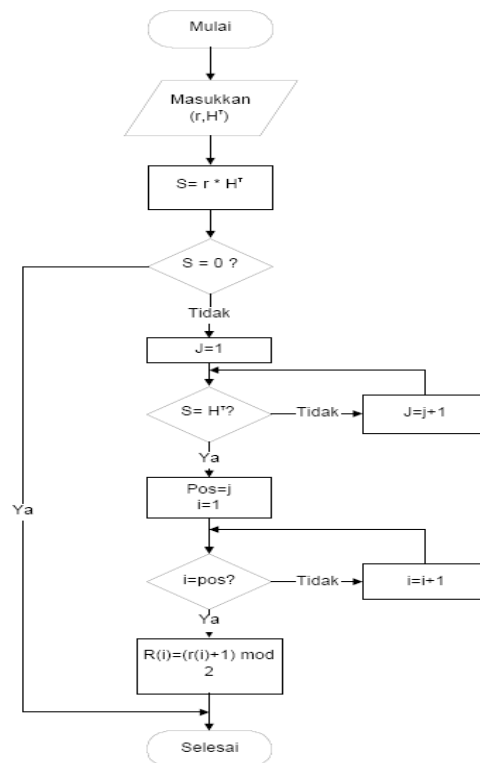 Mulai
Masukkan
(r,Hᵀ)
S= r * Hᵀ
S = 0 ?
Tidak
J=1
S= Hᵀ?
Tidak
J=j+1
Ya
Pos=j
i=1
Ya
i=pos?
Tidak
i=i+1
Ya
R(i)=(r(i)+1) mod
2
Selesai